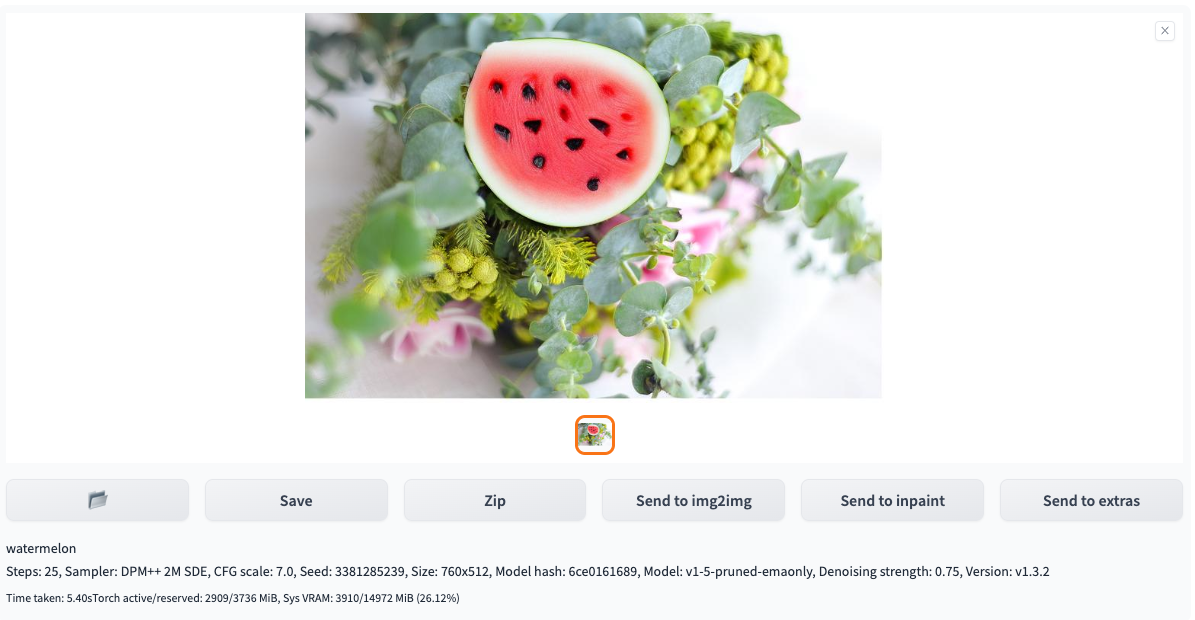 Save
Zip
Send to img2img
Send to inpaint
Send to extras
watermelon
Steps: 25, Sampler: DPM++ 2M SDE, CFG scale: 7.0, Seed: 3381285239, Size: 760x512, Model hash: 6ce0161689, Model: v1-5-pruned-emaonly, Denoising strength: 0.75, Version: v1.3.2
Time taken: 5.40sTorch active/reserved: 2909/3736 MiB, Sys VRAM: 3910/14972 MiB (26.12%)